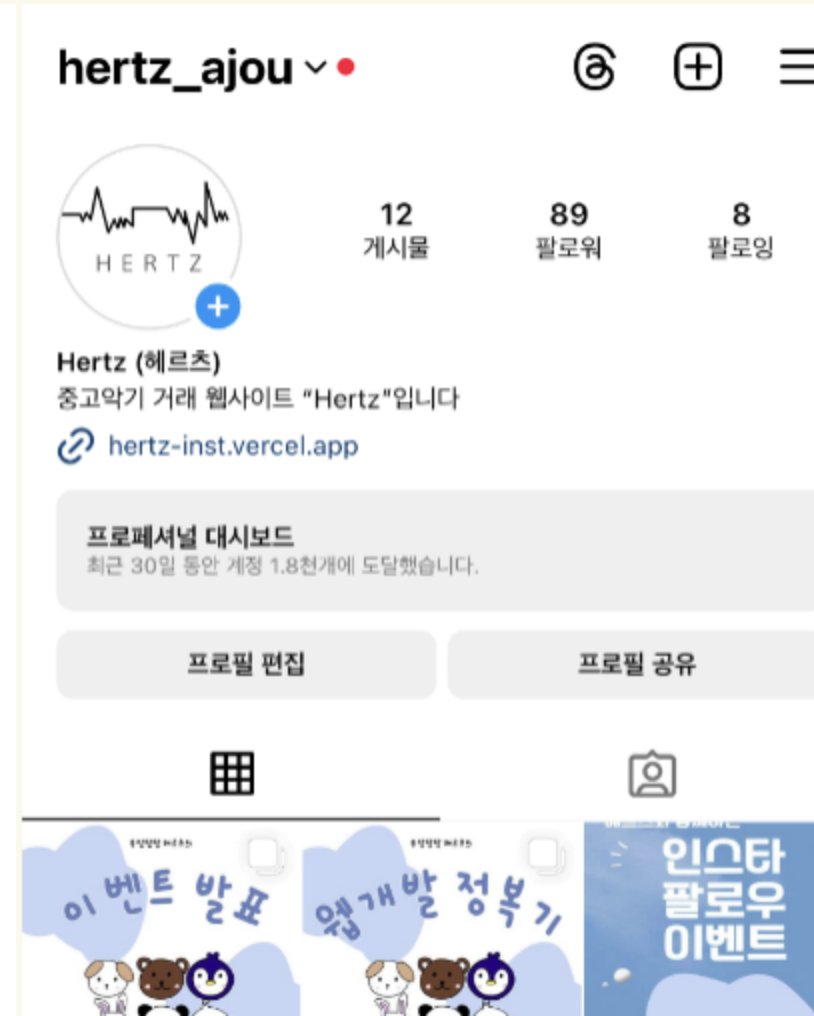 hertz_ajou
HERTZ
12
게시물
89
팔로워
8
팔로잉
Hertz (헤르츠)
중고악기 거래 웹사이트 “Hertz"입니다
hertz-inst.vercel.app
프로페셔널 대시보드
최근 30일 동안 계정 1.8천개에 도달했습니다.
프로필 편집
프로필 공유
이벤트 발표
웹개발 정복기
인스타
팔로우
이벤트